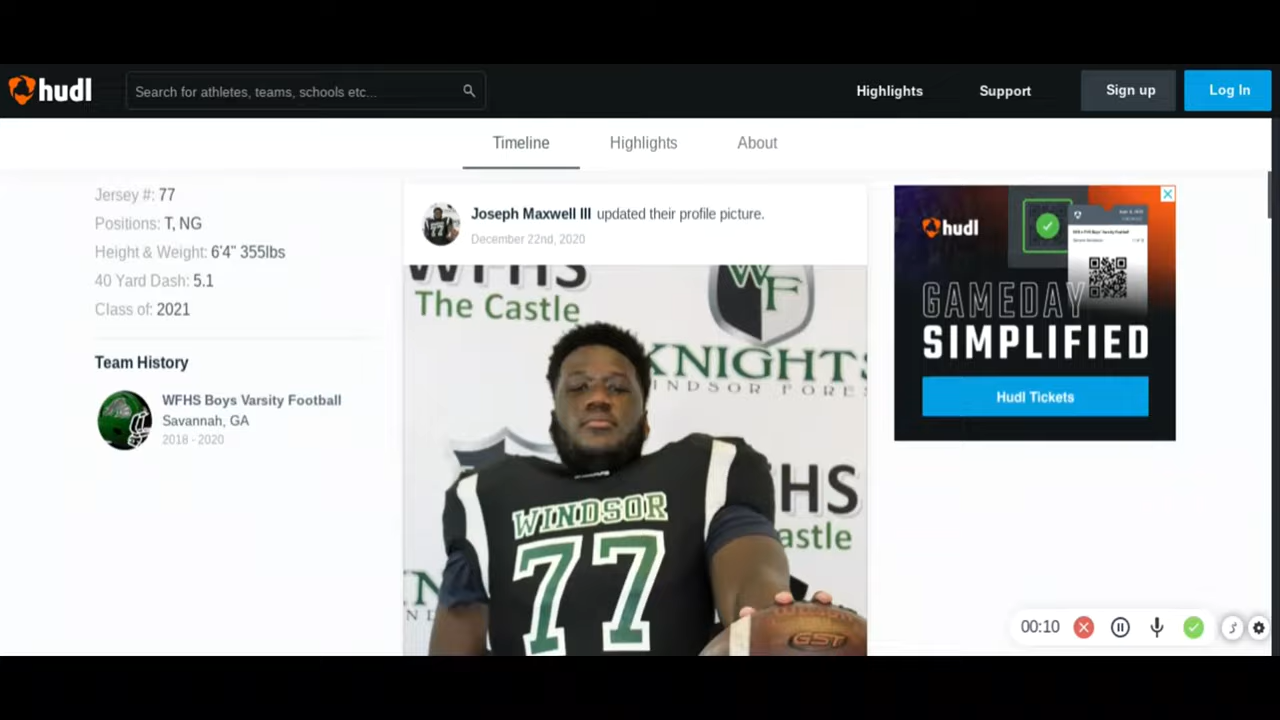 hudl
Search for athletes, teams, schools etc...
Highlights
Support
Sign up
Log In
Timeline
Highlights
About
Jersey #: 77
Positions: T, NG
Height & Weight: 6'4" 355lbs
40 Yard Dash: 5.1
Class of: 2021
Team History
WFHS Boys Varsity Football
Savannah, GA
2018 - 2020
Joseph Maxwell III updated their profile picture.
December 22nd, 2020
WFHS
The Castle
WF
KNIGHTS
INDSOR FORES
HS
astle
WINDSOR
77
GST
hudl
GAMEDAY
SIMPLIFIED
Hudl Tickets
00:10